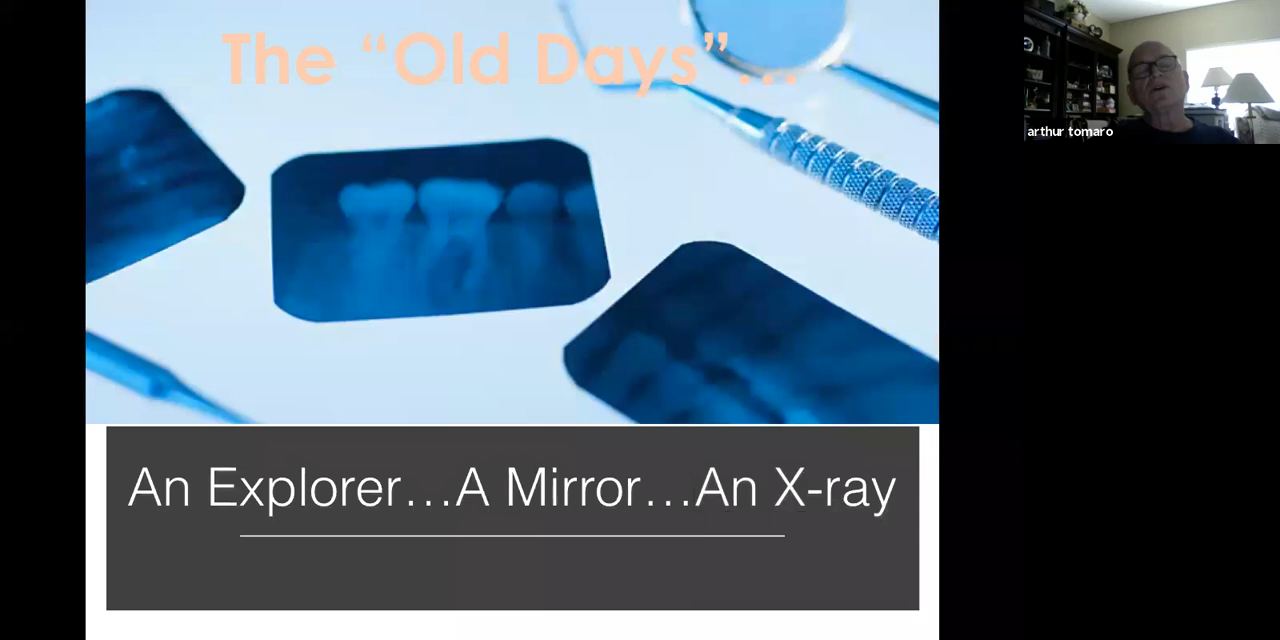 The “Old Days”...
arthur tomaro
An Explorer...A Mirror...An X-ray